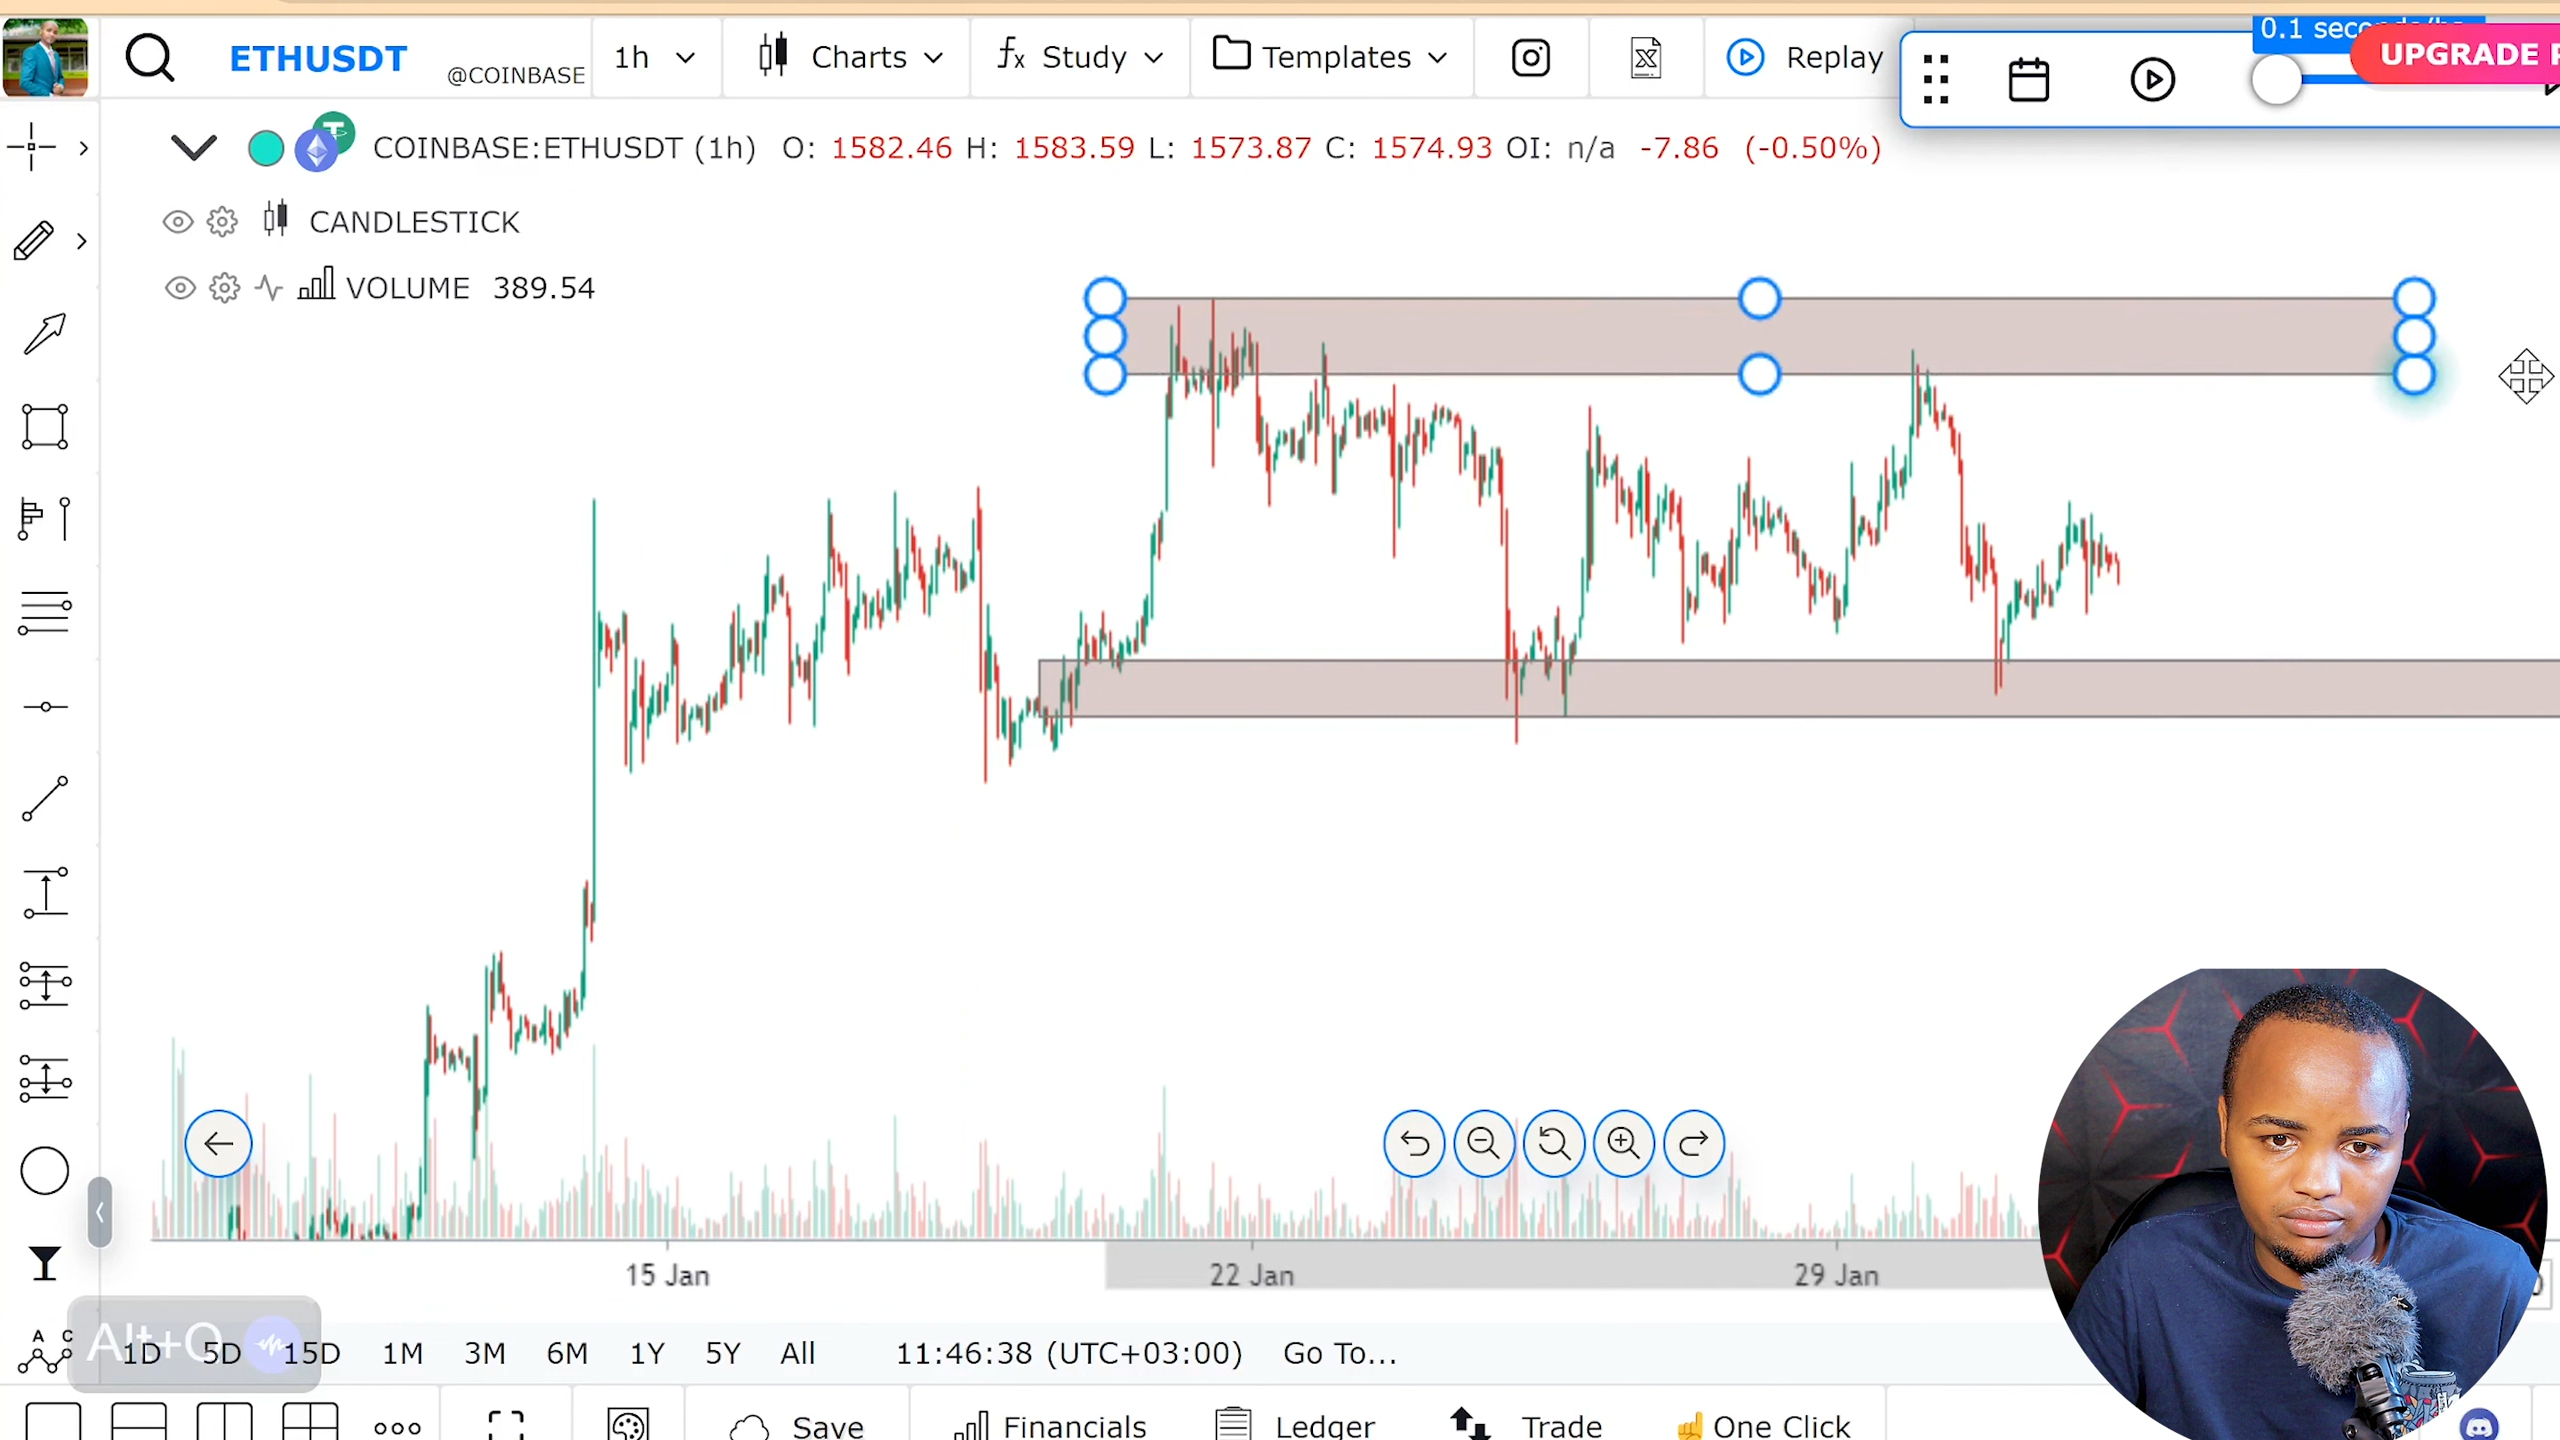 ETHUSDT @COINBASE 1h Charts fx Study Templates Replay
UPGRADE
COINBASE:ETHUSDT (1h) O: 1582.46 H: 1583.59 L: 1573.87 C: 1574.93 OI: n/a -7.86 (-0.50%)
CANDLESTICK
VOLUME 389.54
15 Jan 22 Jan 29 Jan
A C
Alt+Q
1D 5D 15D 1M 3M 6M 1Y 5Y All 11:46:38 (UTC+03:00) Go To...
Save Financials Ledger Trade One Click